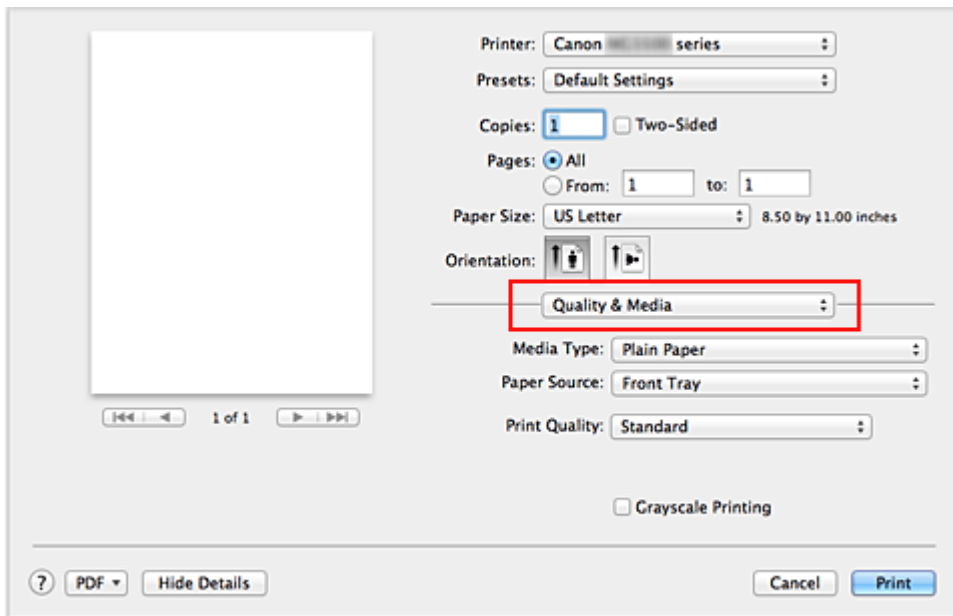 Printer: Canon series
Presets: Default Settings
Copies: 1 Two-Sided
Pages: All
From: 1 to: 1
Paper Size: US Letter 8.50 by 11.00 inches
Orientation:
Quality & Media
Media Type: Plain Paper
Paper Source: Front Tray
1 of 1
Print Quality: Standard
Grayscale Printing
? PDF Hide Details Cancel Print